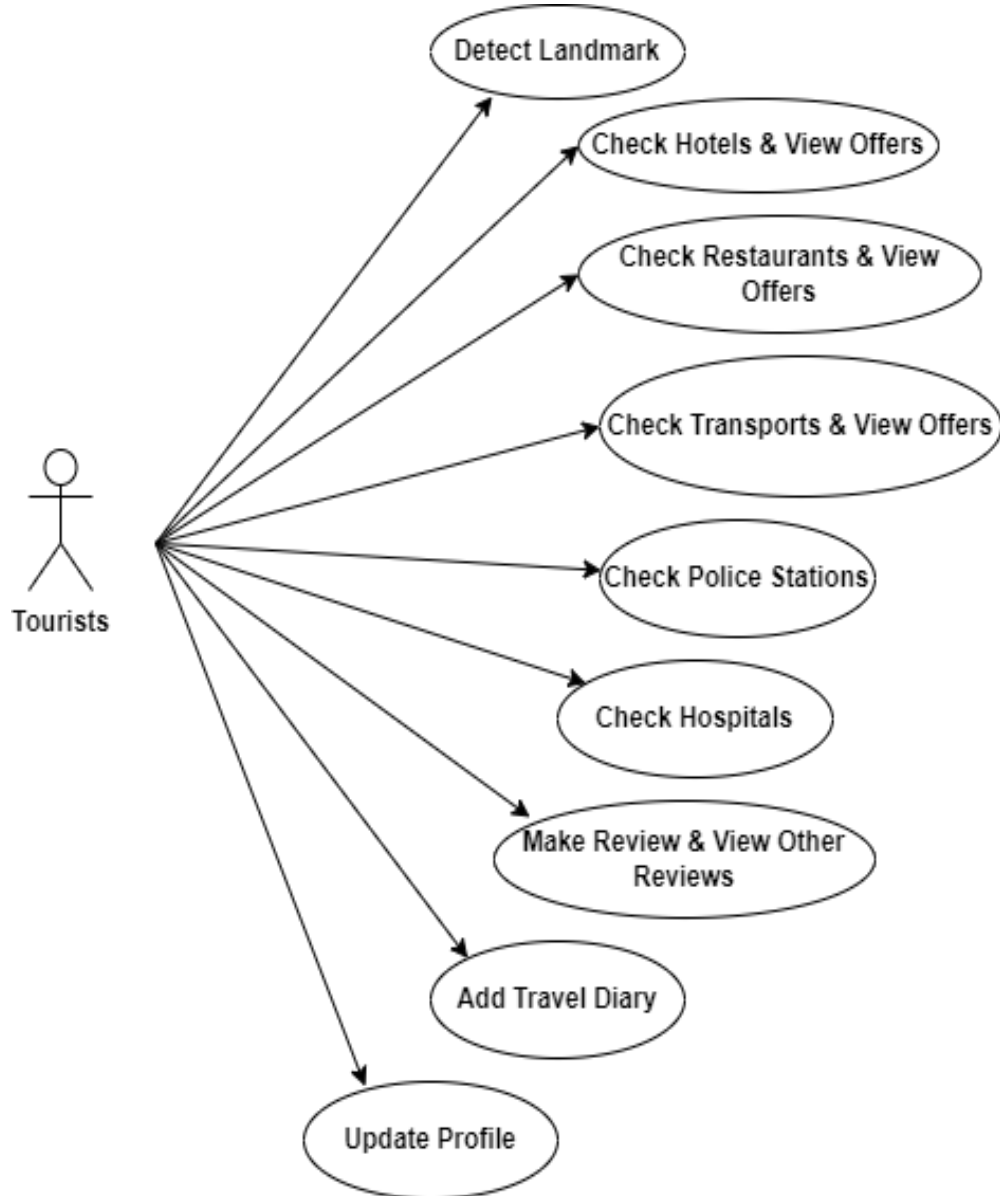 Detect Landmark
Check Hotels & View Offers
Check Restaurants & View
Offers
Check Transports & View Offers
Check Police Stations
Tourists
Check Hospitals
Make Review & View Other
Reviews
Add Travel Diary
Update Profile